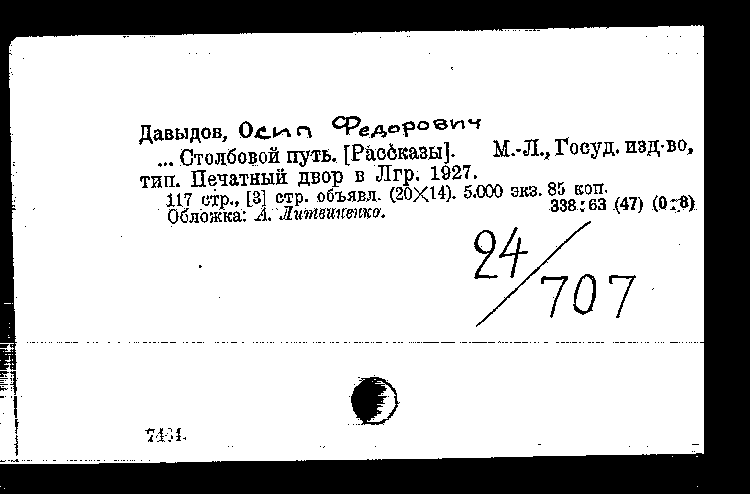 Давыдов, Осип Федорович
... Столбовой путь. [Рассказы]. М.-Л., Госуд. изд-во,
тип. Печатный двор в Лгр. 1927.
117 стр., [3] стр. объявл. (20×14). 5.000 экз. 85 коп.
Обложка: А. Литвиненко. 338:63 (47) (0:8)
24/707